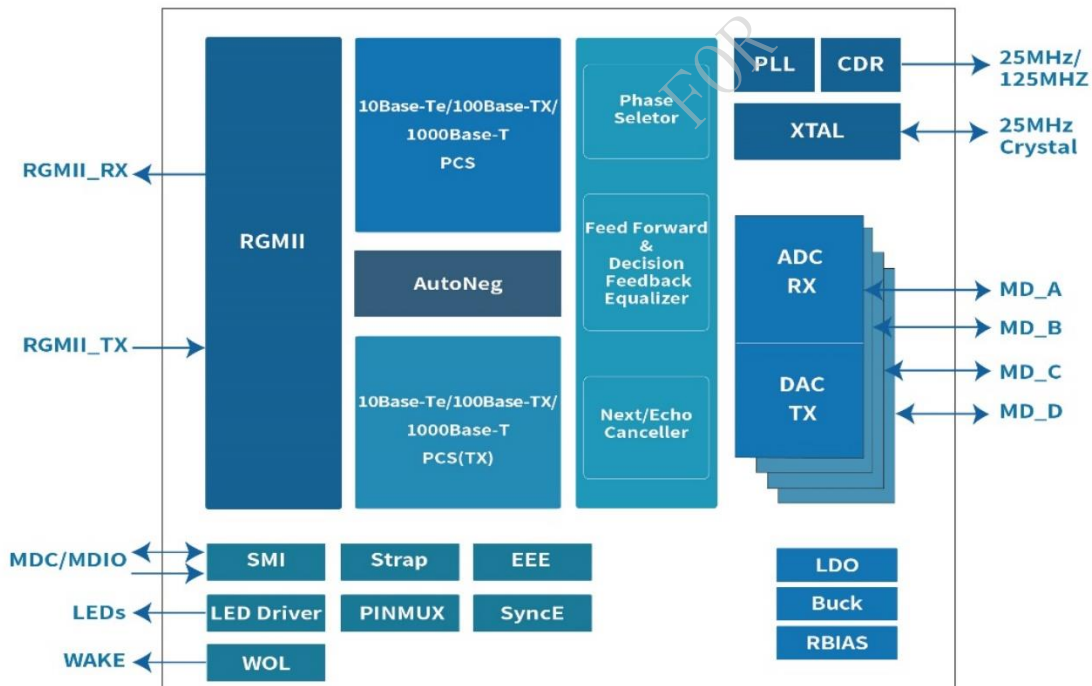 FOR
RGMII_RX
RGMII_TX
RGMII
10Base-Te/100Base-TX/
1000Base-T
PCS
AutoNeg
10Base-Te/100Base-TX/
1000Base-T
PCS(TX)
Phase
Seletor
Feed Forward
&
Decision
Feedback
Equalizer
Next/Echo
Canceller
PLL
CDR
25MHz/
125MHZ
XTAL
25MHz
Crystal
ADC
RX
DAC
TX
MD_A
MD_B
MD_C
MD_D
MDC/MDIO
SMI
Strap
EEE
LEDs
LED Driver
PINMUX
SyncE
WAKE
WOL
LDO
Buck
RBIAS